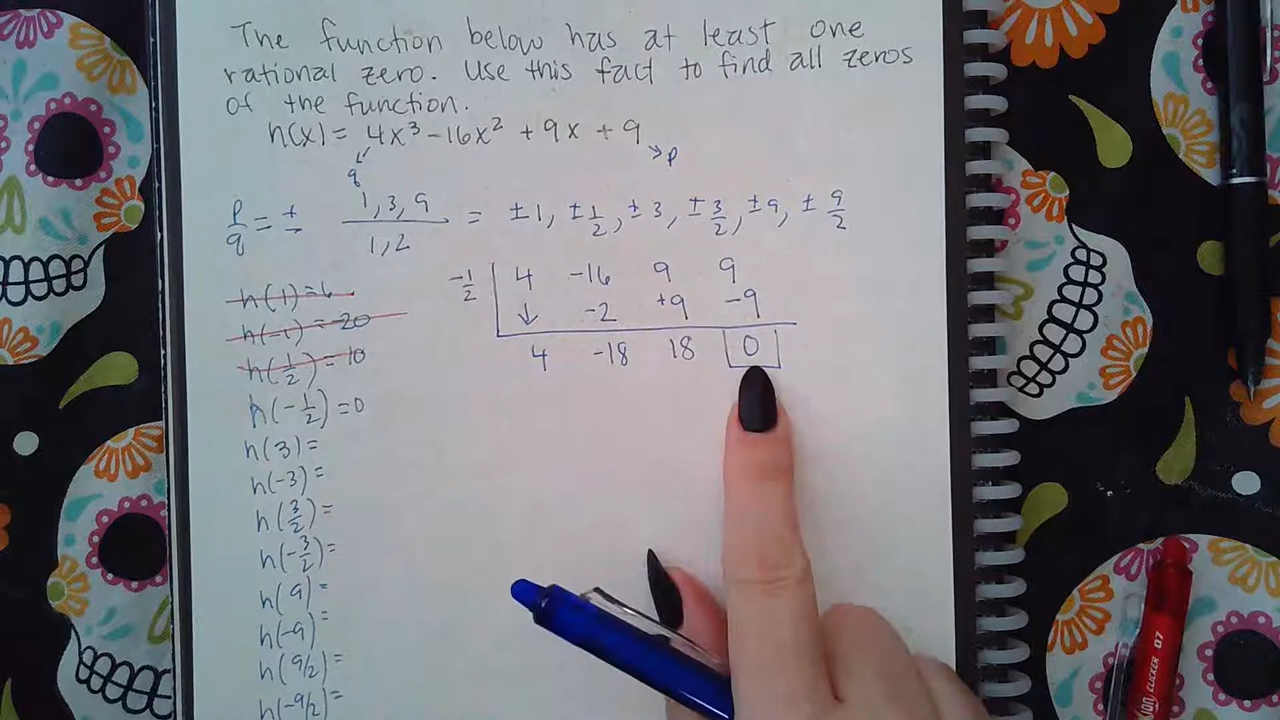 The function below has at least one
rational zero. Use this fact to find all zeros
of the function.
h(x) = 4x³ - 16x² + 9x + 9
q p
p/q = ± 1, 3, 9 / 1, 2 = ± 1, ± 1/2, ± 3, ± 3/2, ± 9, ± 9/2
-1/2 | 4 -16 9 9
↓ -2 +9 -9
4 -18 18 0
h(1) = 6
h(-1) = -20
h(1/2) = 10
h(-1/2) = 0
h(3) =
h(-3) =
h(3/2) =
h(-3/2) =
h(9) =
h(-9) =
h(9/2) =
h(-9/2) =
CLICKER 07